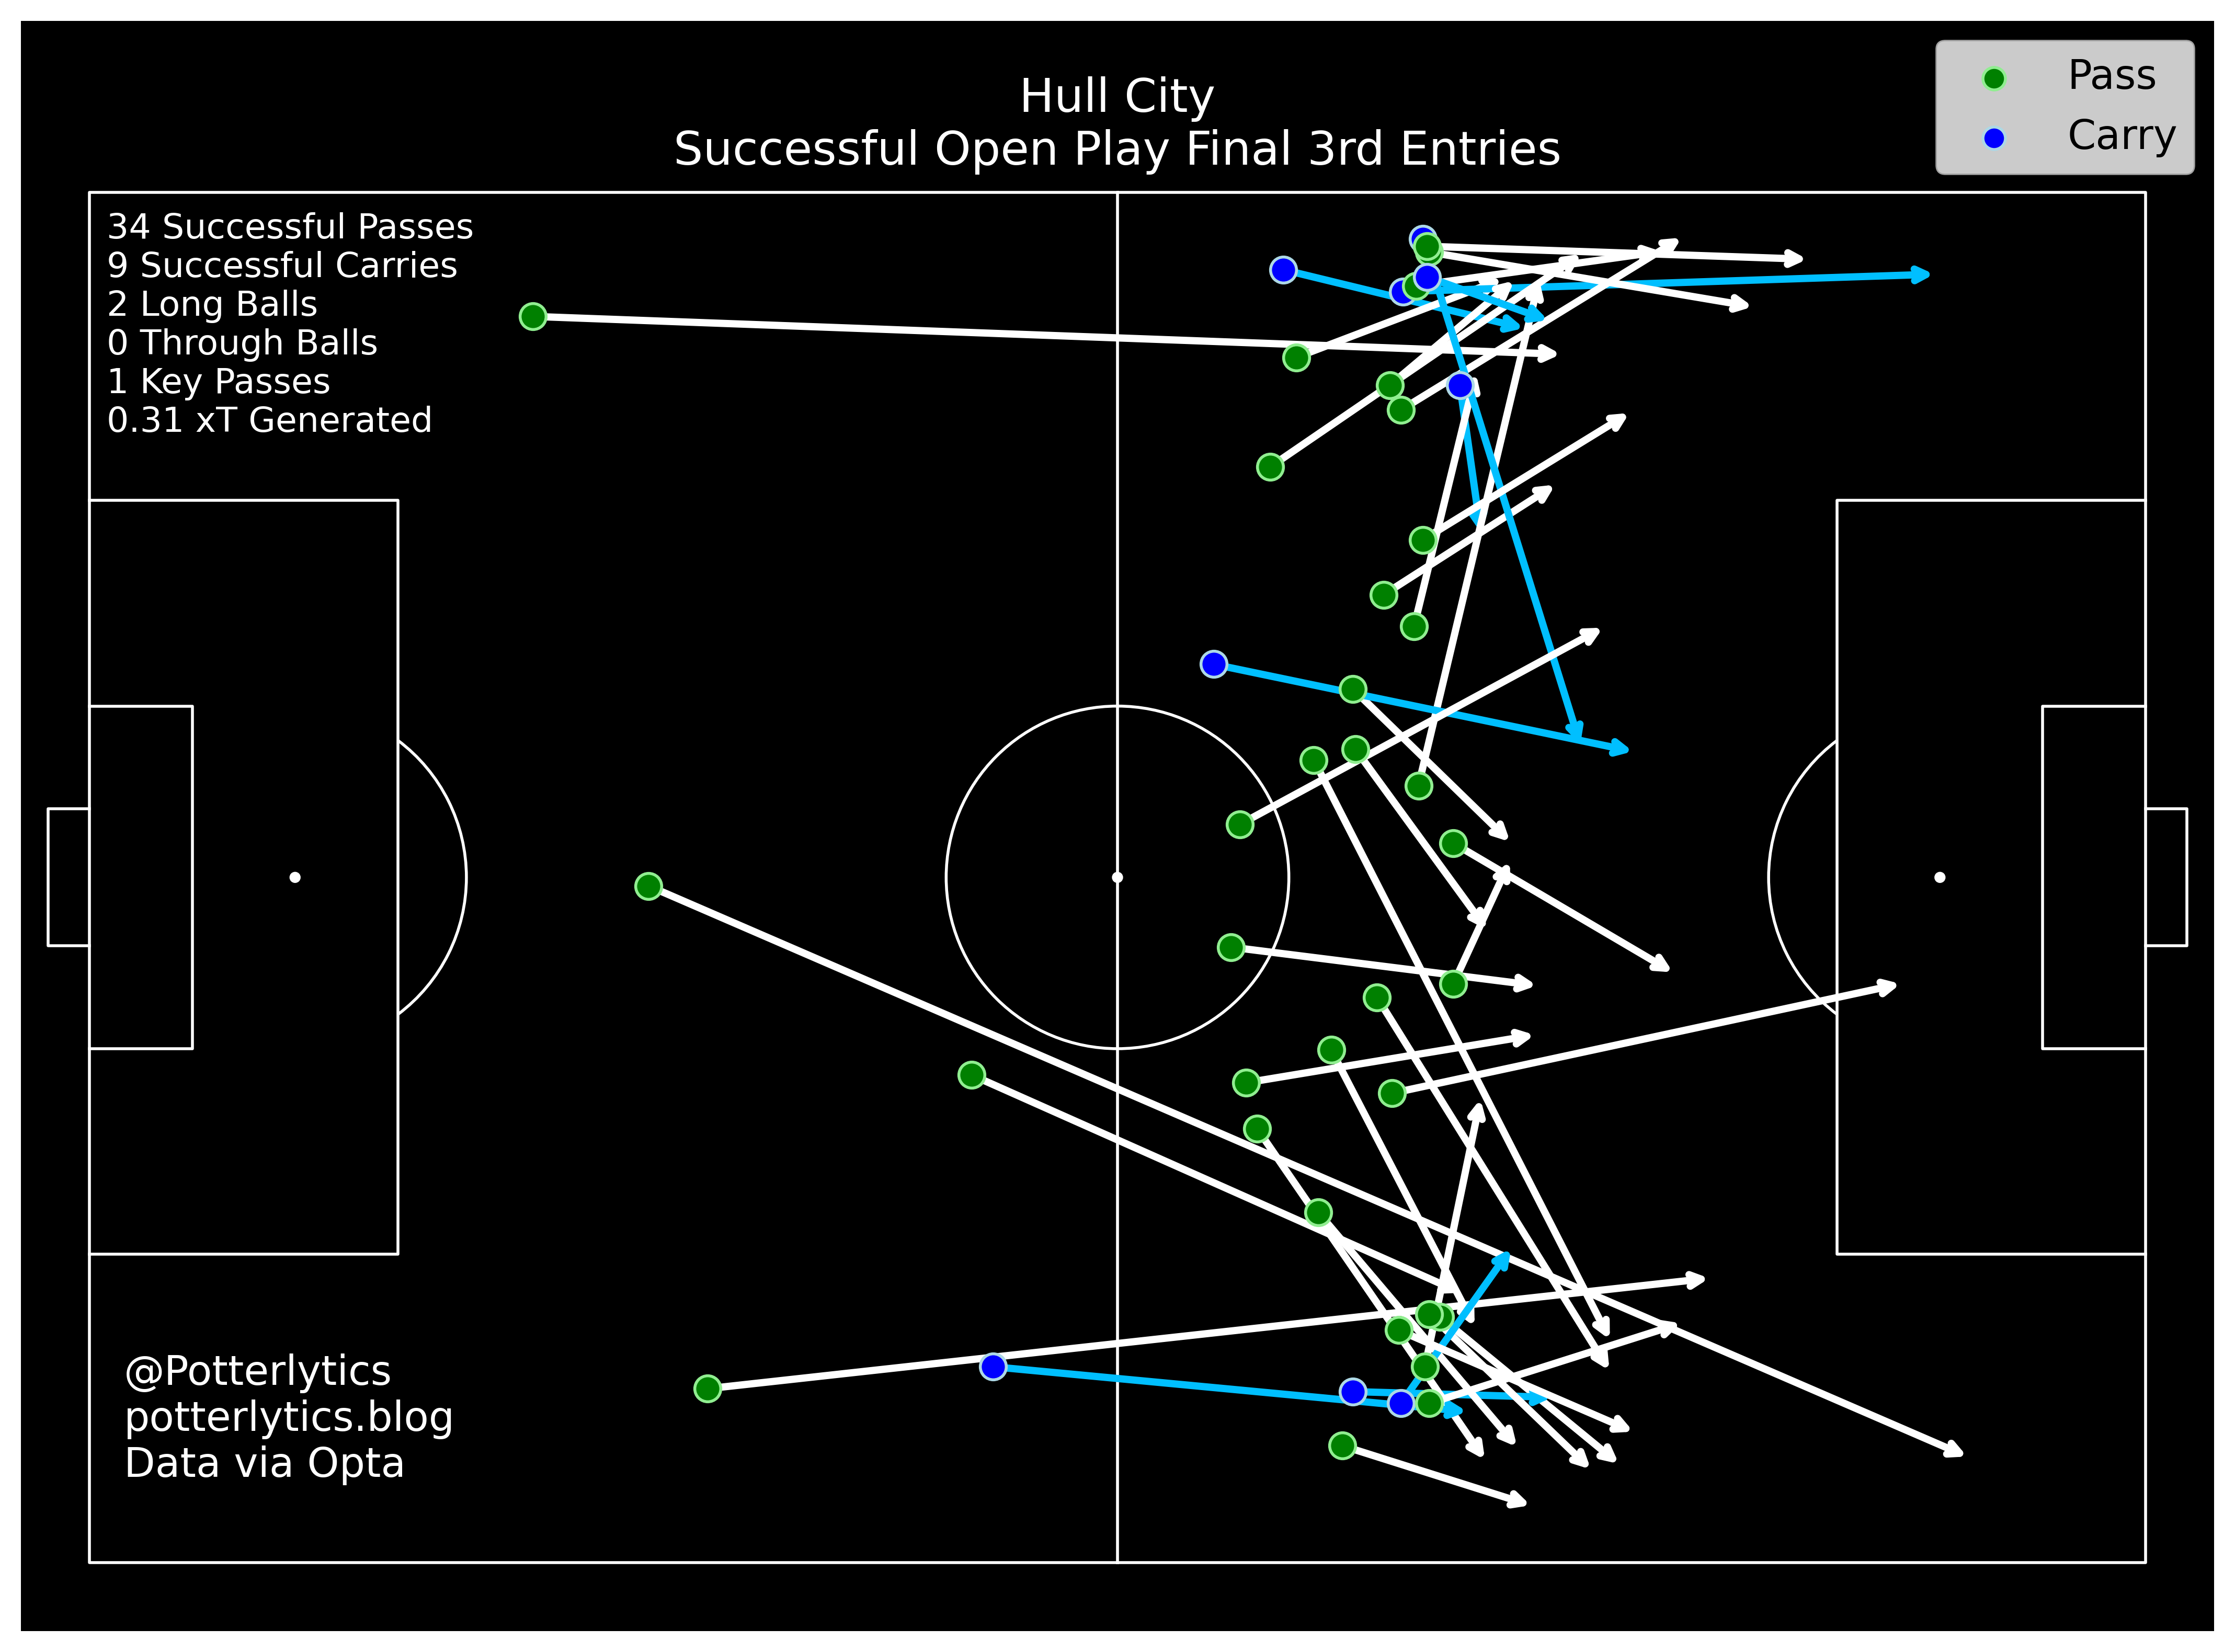 Hull City
Successful Open Play Final 3rd Entries
Pass
Carry
34 Successful Passes
9 Successful Carries
2 Long Balls
0 Through Balls
1 Key Passes
0.31 xT Generated
@Potterlytics
potterlytics.blog
Data via Opta